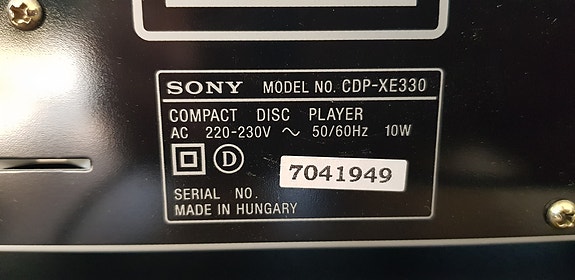 SONY MODEL NO. CDP-XE330
COMPACT DISC PLAYER
AC 220-230V ~ 50/60Hz 10W
D
7041949
SERIAL NO.
MADE IN HUNGARY